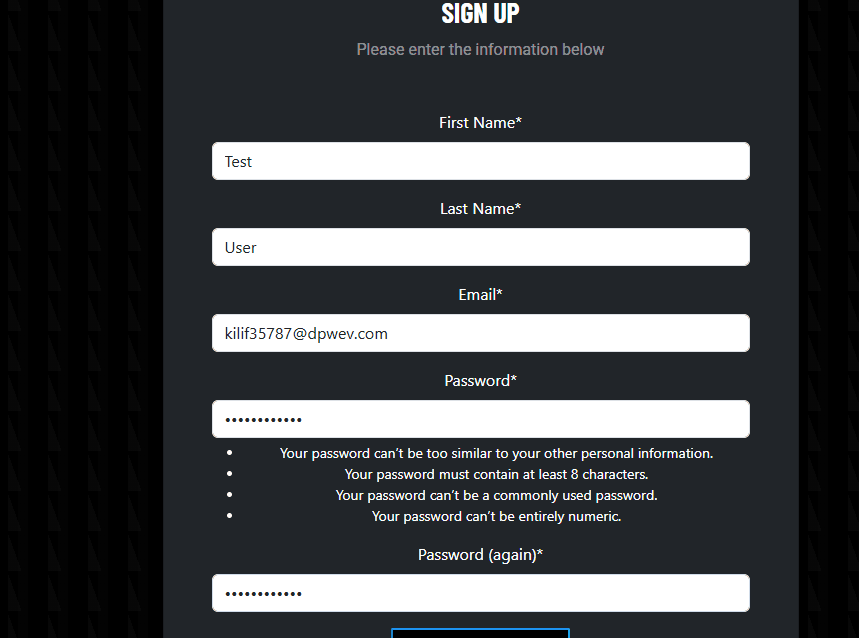 SIGN UP
Please enter the information below
First Name*
Test
Last Name*
User
Email*
kilif35787@dpwev.com
Password*
••••••••••••
• Your password can’t be too similar to your other personal information.
• Your password must contain at least 8 characters.
• Your password can’t be a commonly used password.
• Your password can’t be entirely numeric.
Password (again)*
••••••••••••